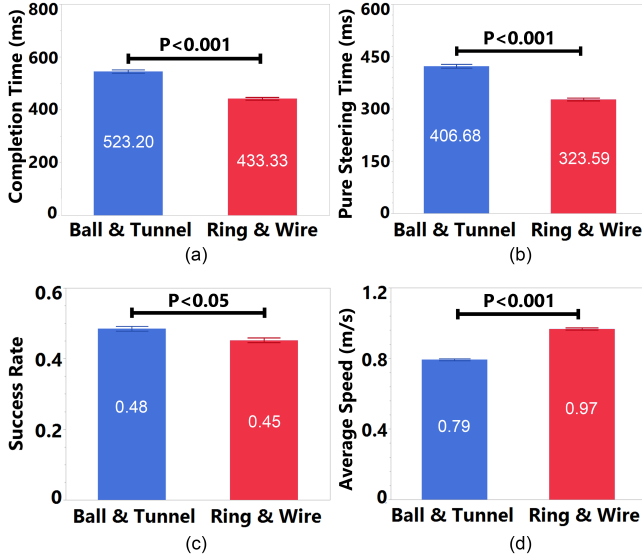 Completion Time (ms)
800
600
400
200
0
P<0.001
523.20
433.33
Ball & Tunnel
Ring & Wire
(a)
Pure Steering Time (ms)
600
450
300
150
0
P<0.001
406.68
323.59
Ball & Tunnel
Ring & Wire
(b)
Success Rate
0.6
0.4
0.2
0
P<0.05
0.48
0.45
Ball & Tunnel
Ring & Wire
(c)
Average Speed (m/s)
1.2
0.8
0.4
0
P<0.001
0.79
0.97
Ball & Tunnel
Ring & Wire
(d)